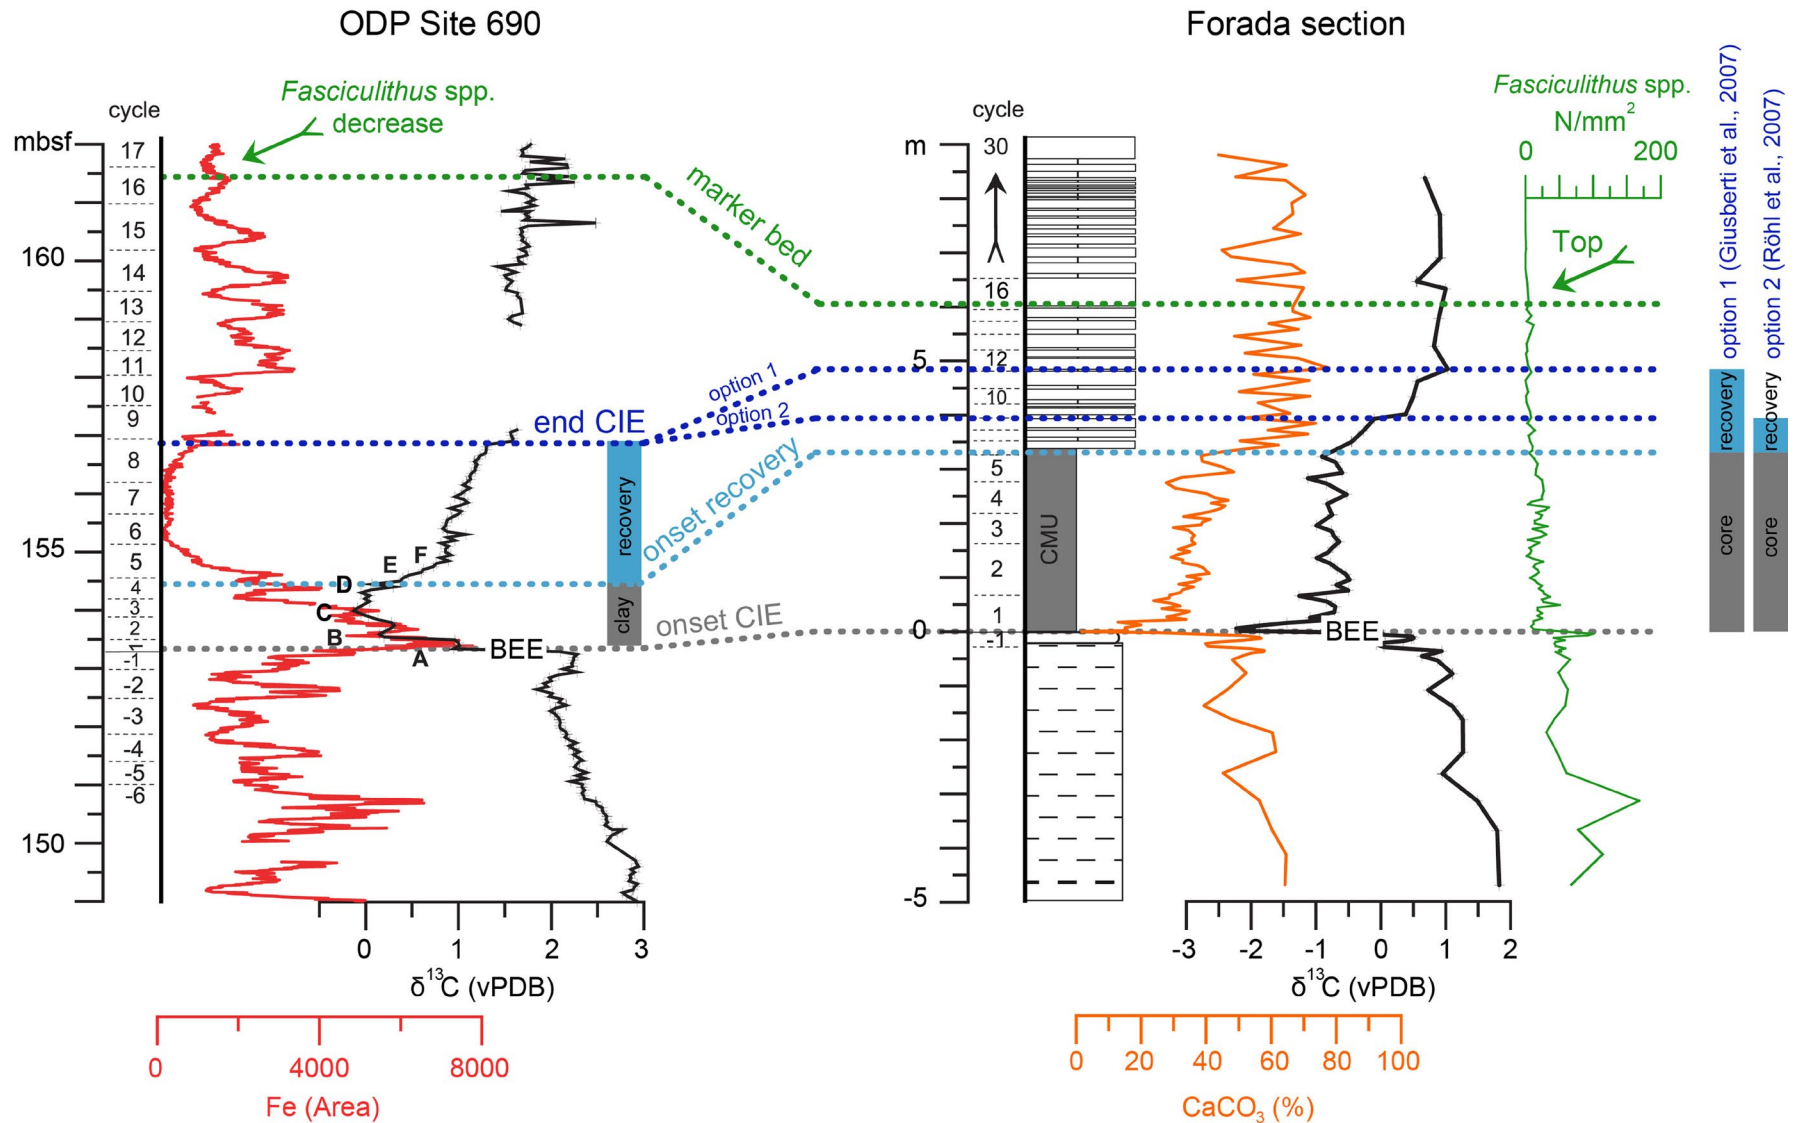 ODP Site 690
Forada section
Fasciculithus spp.
decrease
cycle
mbsf
17
16
15
160
14
13
12
11
10
9
8
7
6
155
5
4
3
2
1
-1
-2
-3
-4
-5
-6
150
A
B
C
D
E
F
BEE
end CIE
recovery
clay
0
1
2
3
δ¹³C (vPDB)
0
4000
8000
Fe (Area)
marker bed
option 1
option 2
onset recovery
onset CIE
cycle
m
30
16
12
10
5
5
4
3
2
1
0
-1
-5
CMU
BEE
-3
-2
-1
0
1
2
δ¹³C (vPDB)
0
20
40
60
80
100
CaCO₃ (%)
Fasciculithus spp.
N/mm²
0
200
Top
option 1 (Giusberti et al., 2007)
option 2 (Röhl et al., 2007)
recovery
recovery
core
core